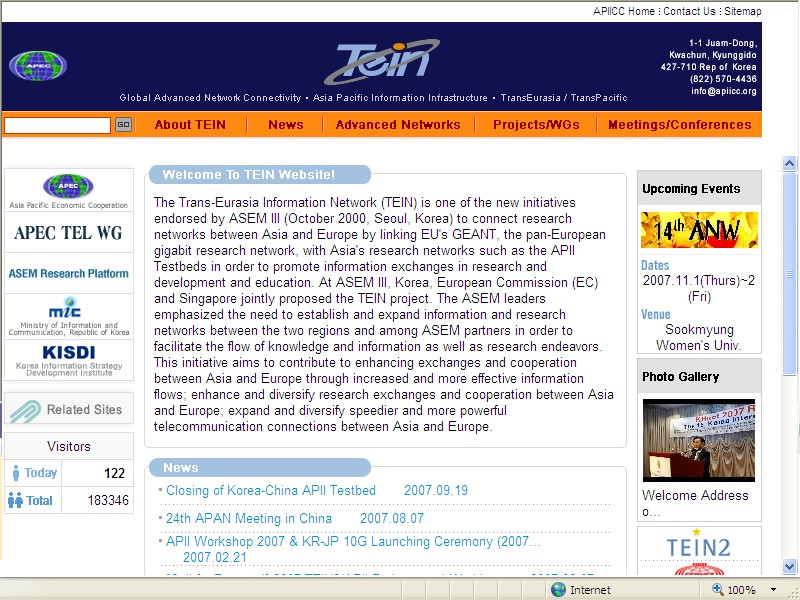 APIICC Home : Contact Us : Sitemap
APEC
Tein
1-1 Juam-Dong,
Kwachun, Kyunggido
427-710 Rep of Korea
(822) 570-4436
info@apiicc.org
Global Advanced Network Connectivity • Asia Pacific Information Infrastructure • TransEurasia / TransPacific
GO
About TEIN
News
Advanced Networks
Projects/WGs
Meetings/Conferences
APEC
Asia Pacific Economic Cooperation
APEC TEL WG
ASEM Research Platform
mic
Ministry of Information and
Communication, Republic of Korea
KISDI
Korea Information Strategy
Development Institute
Related Sites
Visitors
Today 122
Total 183346
Welcome To TEIN Website!
The Trans-Eurasia Information Network (TEIN) is one of the new initiatives
endorsed by ASEM III (October 2000, Seoul, Korea) to connect research
networks between Asia and Europe by linking EU's GEANT, the pan-European
gigabit research network, with Asia's research networks such as the APII
Testbeds in order to promote information exchanges in research and
development and education. At ASEM III, Korea, European Commission (EC)
and Singapore jointly proposed the TEIN project. The ASEM leaders
emphasized the need to establish and expand information and research
networks between the two regions and among ASEM partners in order to
facilitate the flow of knowledge and information as well as research endeavors.
This initiative aims to contribute to enhancing exchanges and cooperation
between Asia and Europe through increased and more effective information
flows; enhance and diversify research exchanges and cooperation between Asia
and Europe; expand and diversify speedier and more powerful
telecommunication connections between Asia and Europe.
News
Closing of Korea-China APII Testbed 2007.09.19
24th APAN Meeting in China 2007.08.07
APII Workshop 2007 & KR-JP 10G Launching Ceremony (2007...
2007.02.21
Upcoming Events
14th ANW
Dates
2007.11.1(Thurs)~2
(Fri)
Venue
Sookmyung
Women's Univ.
Photo Gallery
Welcome Address
o...
TEIN2
Internet
100%